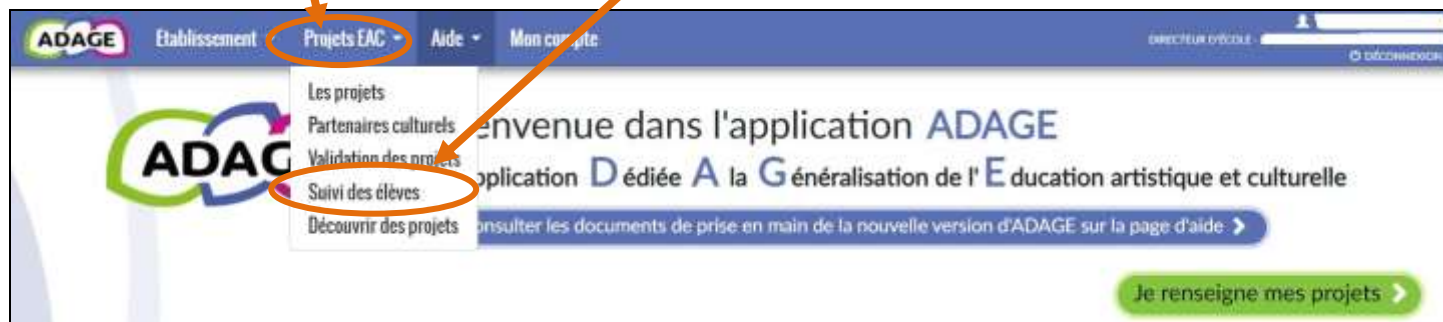 ADAGE Etablissement Projets EAC Aide Mon compte
DIRECTEUR D'ÉCOLE -
DÉCONNEXION
Les projets
Partenaires culturels
Validation des projets
Suivi des élèves
Découvrir des projets
ADAG
envenue dans l'application ADAGE
pplication Dédiée A la Généralisation de l' Education artistique et culturelle
onsulter les documents de prise en main de la nouvelle version d'ADAGE sur la page d'aide
Je renseigne mes projets